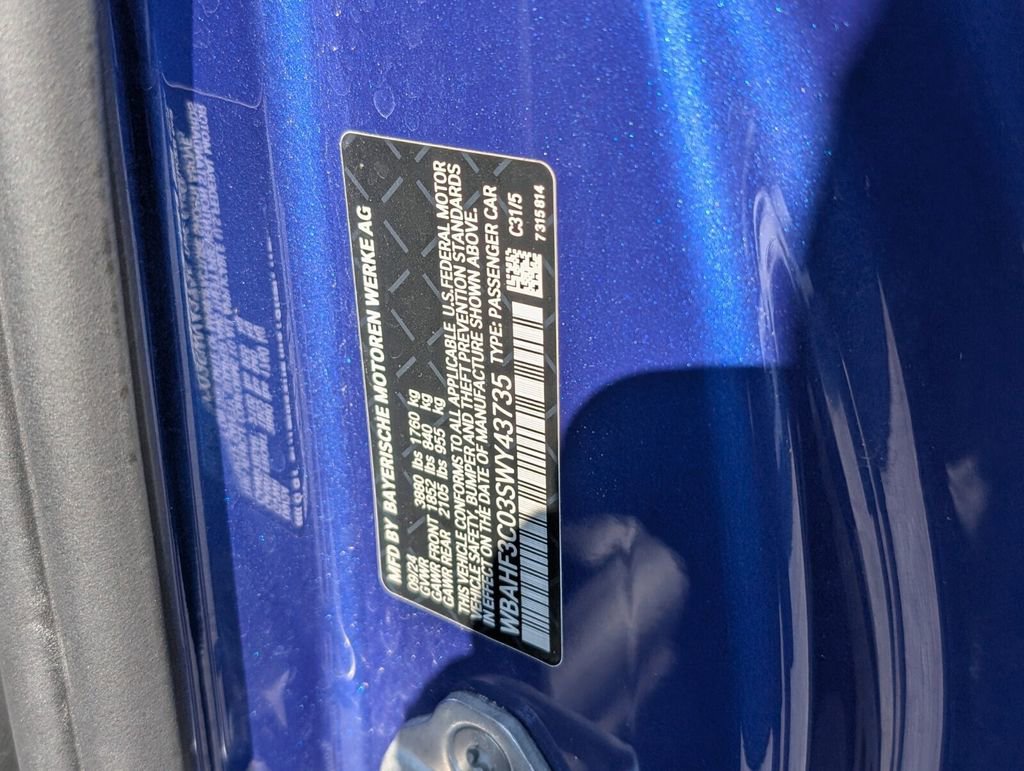 MFD BY BAYERISCHE MOTOREN WERKE AG
09/24
GVWR 3880 lbs 1760 kg
GAWR FRONT 1852 lbs 840 kg
GAWR REAR 2105 lbs 955 kg
THIS VEHICLE CONFORMS TO ALL APPLICABLE U.S. FEDERAL MOTOR
VEHICLE SAFETY, BUMPER AND THEFT PREVENTION STANDARDS
IN EFFECT ON THE DATE OF MANUFACTURE SHOWN ABOVE.
WBAHF3C03SWY43735 TYPE: PASSENGER CAR
C31/5
7315814